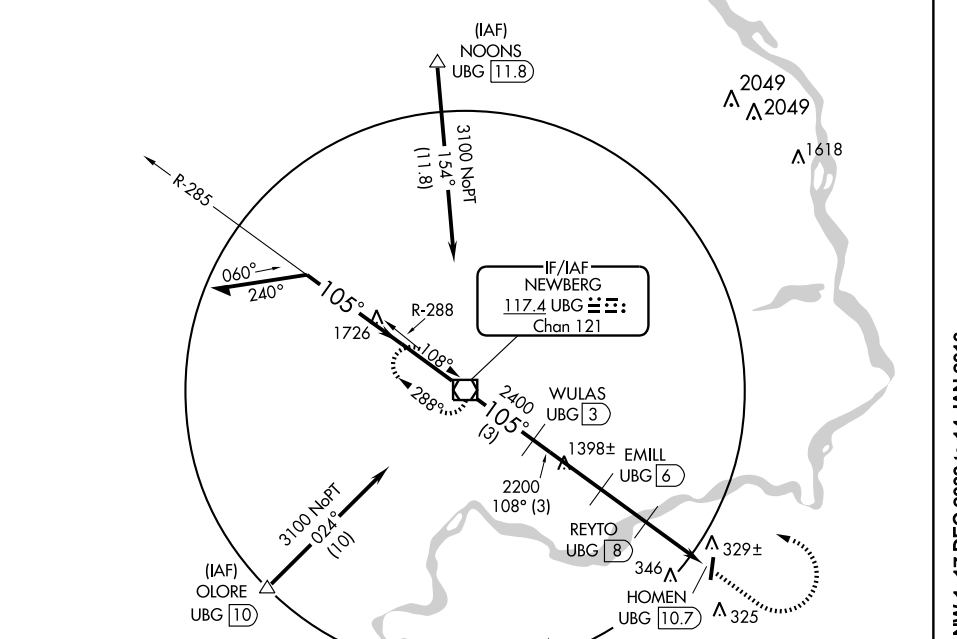 (IAF)
NOONS
UBG 11.8
2049
2049
1618
3100 NoPT
154°
(11.8)
R-285
060°
240°
105°
1726
R-288
108°
288°
IF/IAF
NEWBERG
117.4 UBG
Chan 121
2400
105°
(3)
WULAS
UBG 3
1398±
EMILL
UBG 6
2200
108° (3)
3100 NoPT
024°
(10)
REYTO
UBG 8
329±
346
(IAF)
OLORE
UBG 10
HOMEN
UBG 10.7
325